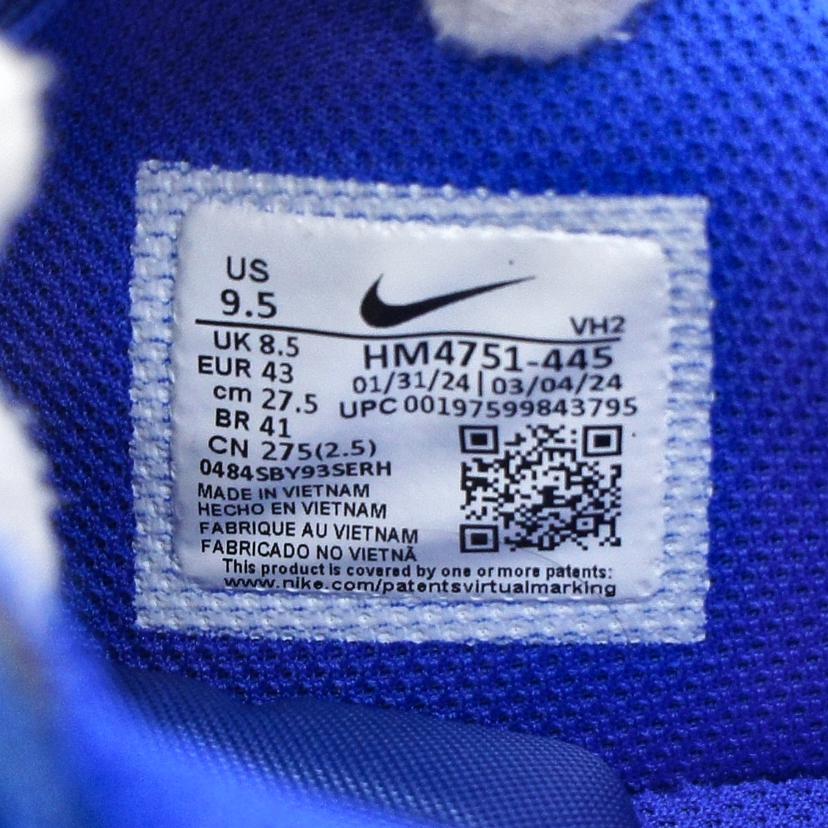 US
9.5
VH2
UK 8.5
EUR 43
cm 27.5
BR 41
CN 275(2.5)
HM4751-445
01/31/24 | 03/04/24
UPC 00197599843795
0484SBY93SERH
MADE IN VIETNAM
HECHO EN VIETNAM
FABRIQUE AU VIETNAM
FABRICADO NO VIETNÃ
This product is covered by one or more patents:
www.nike.com/patentsvirtualmarking